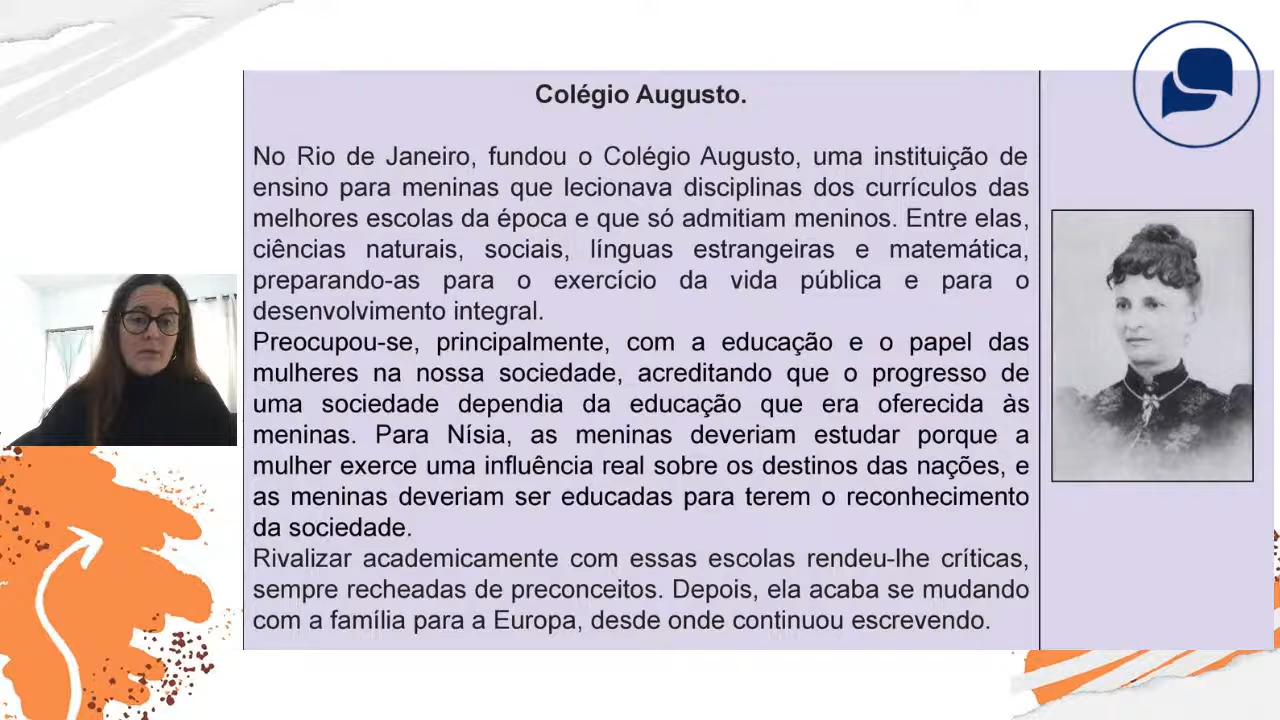 Colégio Augusto.
No Rio de Janeiro, fundou o Colégio Augusto, uma instituição de
ensino para meninas que lecionava disciplinas dos currículos das
melhores escolas da época e que só admitiam meninos. Entre elas,
ciências naturais, sociais, línguas estrangeiras e matemática,
preparando-as para o exercício da vida pública e para o
desenvolvimento integral.
Preocupou-se, principalmente, com a educação e o papel das
mulheres na nossa sociedade, acreditando que o progresso de
uma sociedade dependia da educação que era oferecida às
meninas. Para Nísia, as meninas deveriam estudar porque a
mulher exerce uma influência real sobre os destinos das nações, e
as meninas deveriam ser educadas para terem o reconhecimento
da sociedade.
Rivalizar academicamente com essas escolas rendeu-lhe críticas,
sempre recheadas de preconceitos. Depois, ela acaba se mudando
com a família para a Europa, desde onde continuou escrevendo.